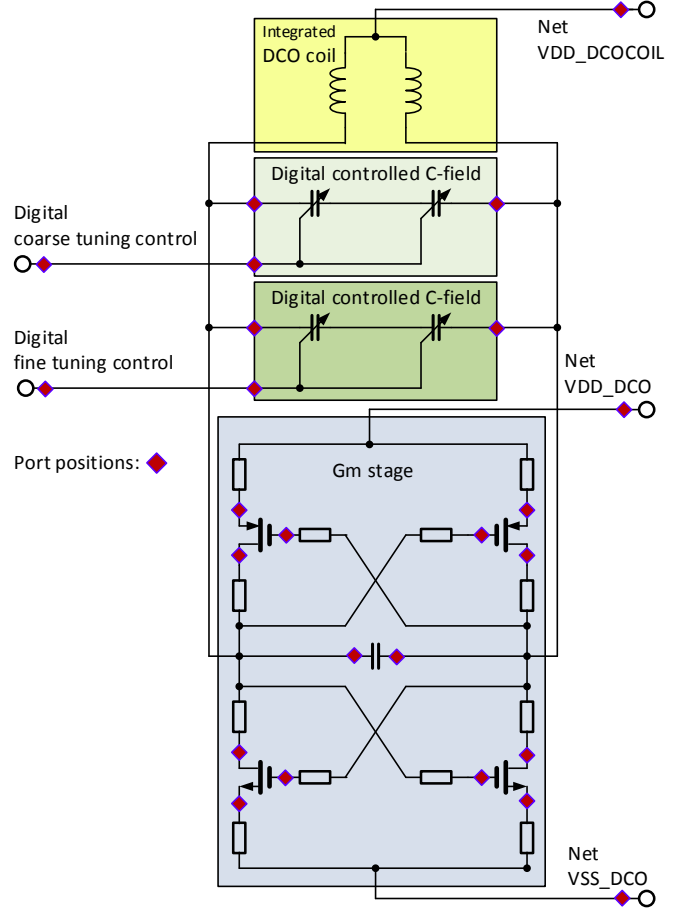 Integrated
DCO coil
Net
VDD_DCOCOIL
Digital controlled C-field
Digital
coarse tuning control
Digital controlled C-field
Digital
fine tuning control
Net
VDD_DCO
Port positions:
Gm stage
Net
VSS_DCO